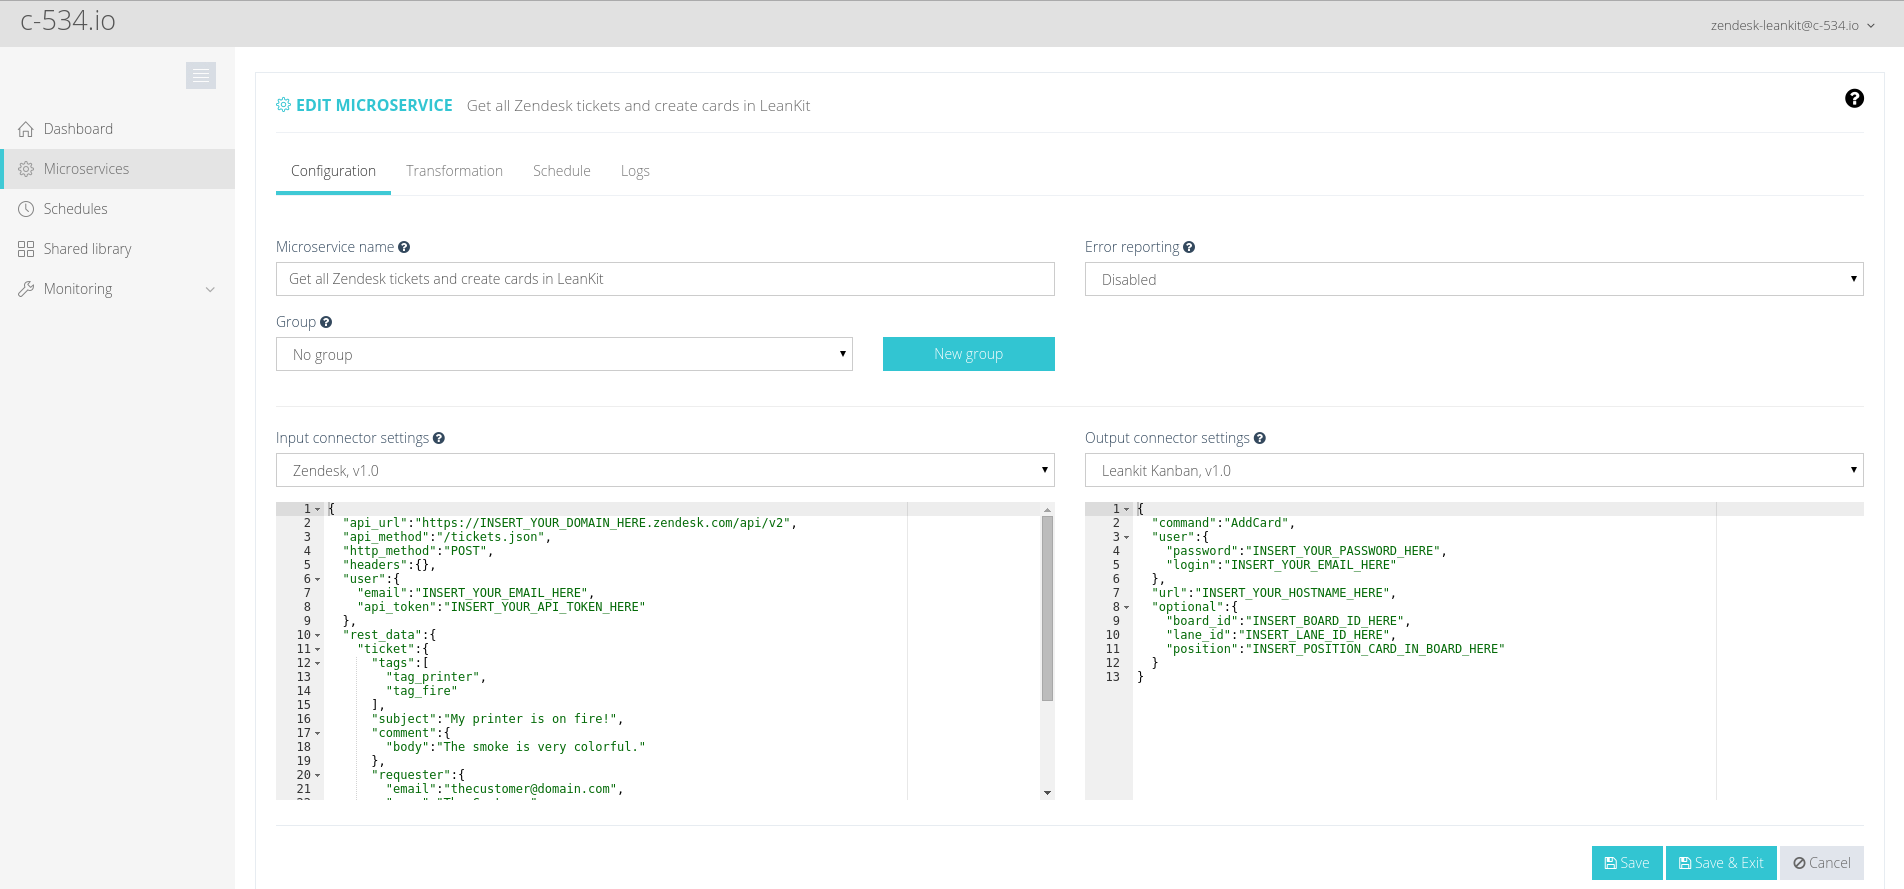 c-534.io
zendesk-leankit@c-534.io
Dashboard
Microservices
Schedules
Shared library
Monitoring
EDIT MICROSERVICE Get all Zendesk tickets and create cards in LeanKit
Configuration Transformation Schedule Logs
Microservice name
Get all Zendesk tickets and create cards in LeanKit
Error reporting
Disabled
Group
No group
New group
Input connector settings
Zendesk, v1.0
1 {
2 "api_url":"https://INSERT_YOUR_DOMAIN_HERE.zendesk.com/api/v2",
3 "api_method":"/tickets.json",
4 "http_method":"POST",
5 "headers":{},
6 "user":{
7 "email":"INSERT_YOUR_EMAIL_HERE",
8 "api_token":"INSERT_YOUR_API_TOKEN_HERE"
9 },
10 "rest_data":{
11 "ticket":{
12 "tags":[
13 "tag_printer",
14 "tag_fire"
15 ],
16 "subject":"My printer is on fire!",
17 "comment":{
18 "body":"The smoke is very colorful."
19 },
20 "requester":{
21 "email":"thecustomer@domain.com",
Output connector settings
Leankit Kanban, v1.0
1 {
2 "command":"AddCard",
3 "user":{
4 "password":"INSERT_YOUR_PASSWORD_HERE",
5 "login":"INSERT_YOUR_EMAIL_HERE"
6 },
7 "url":"INSERT_YOUR_HOSTNAME_HERE",
8 "optional":{
9 "board_id":"INSERT_BOARD_ID_HERE",
10 "lane_id":"INSERT_LANE_ID_HERE",
11 "position":"INSERT_POSITION_CARD_IN_BOARD_HERE"
12 }
13 }
Save Save & Exit Cancel